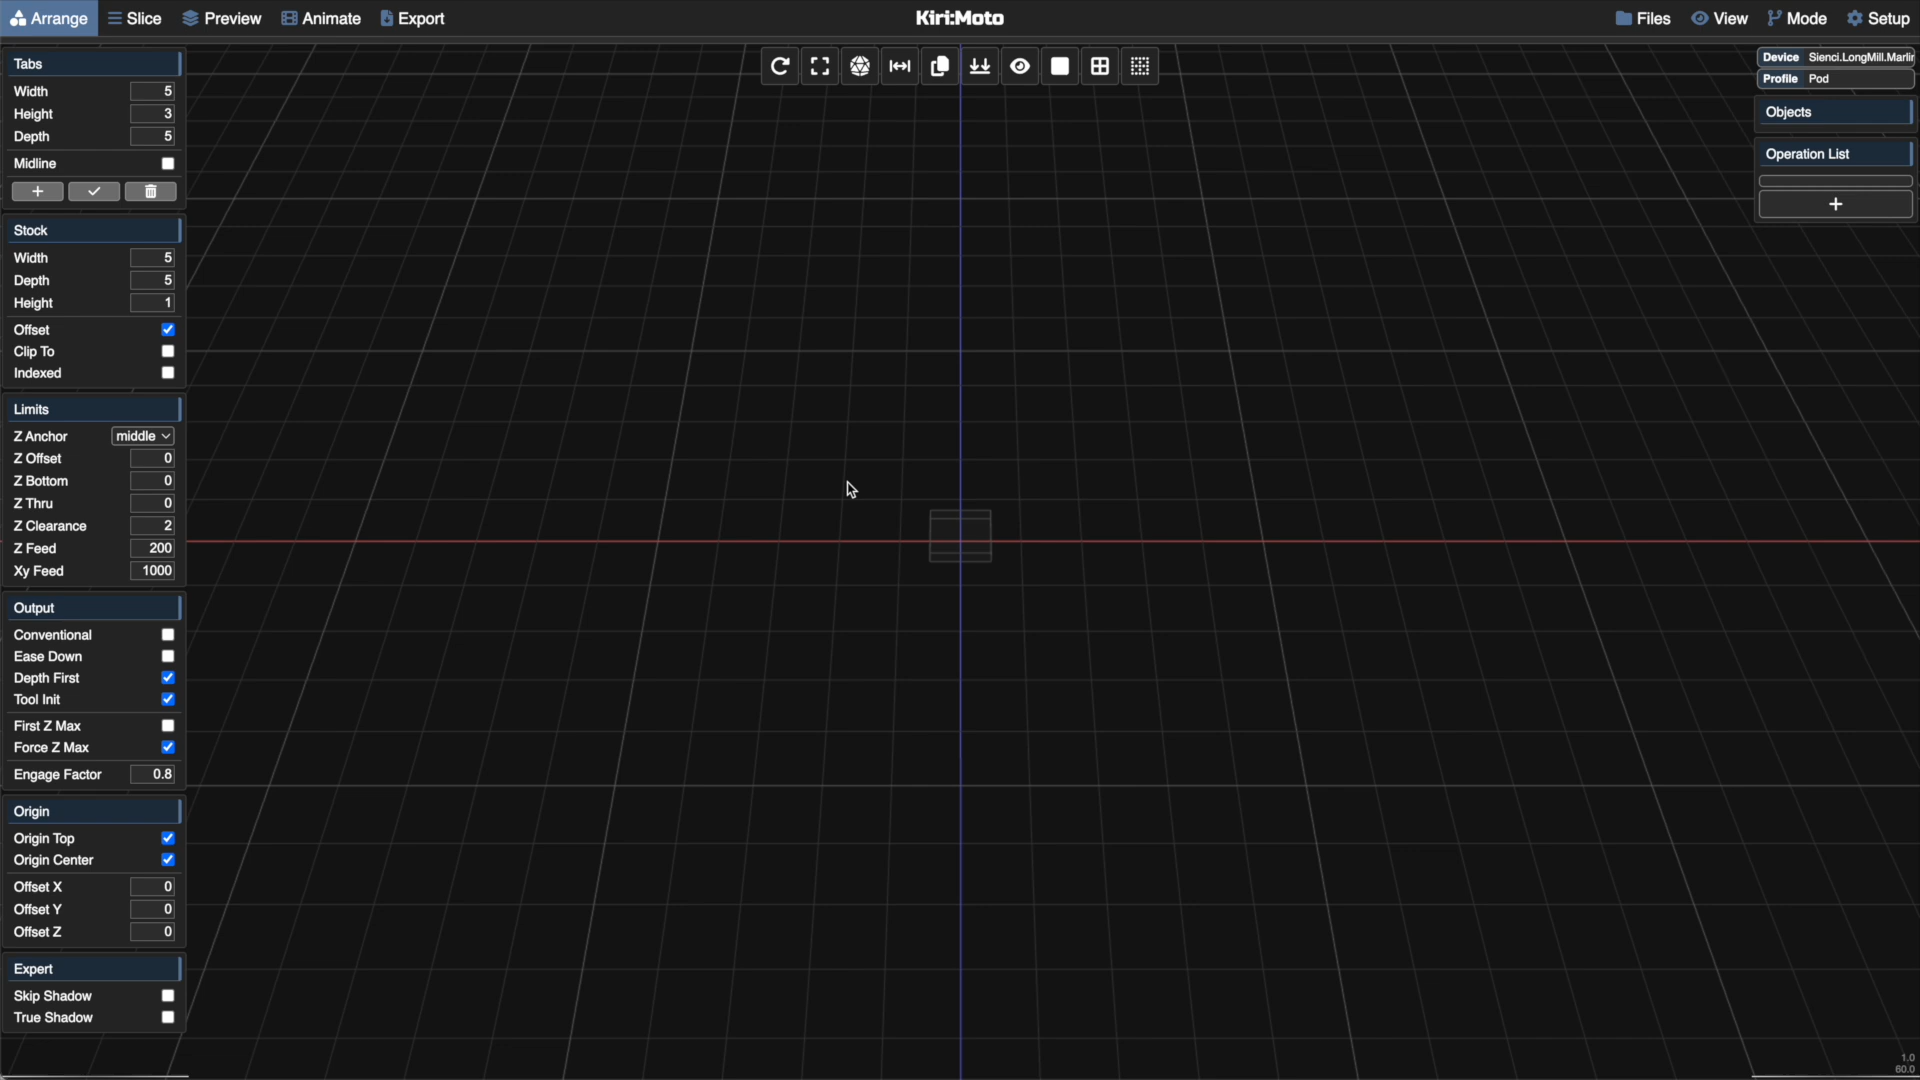 Arrange Slice Preview Animate Export Kiri:Moto Files View Mode Setup
Tabs
Width 5
Height 3
Depth 5
Midline
Stock
Width 5
Depth 5
Height 1
Offset
Clip To
Indexed
Limits
Z Anchor middle
Z Offset 0
Z Bottom 0
Z Thru 0
Z Clearance 2
Z Feed 200
Xy Feed 1000
Output
Conventional
Ease Down
Depth First
Tool Init
First Z Max
Force Z Max
Engage Factor 0.8
Origin
Origin Top
Origin Center
Offset X 0
Offset Y 0
Offset Z 0
Expert
Skip Shadow
True Shadow
Device Sienci.LongMill.Marlin
Profile Pod
Objects
Operation List
+
1.0
60.0